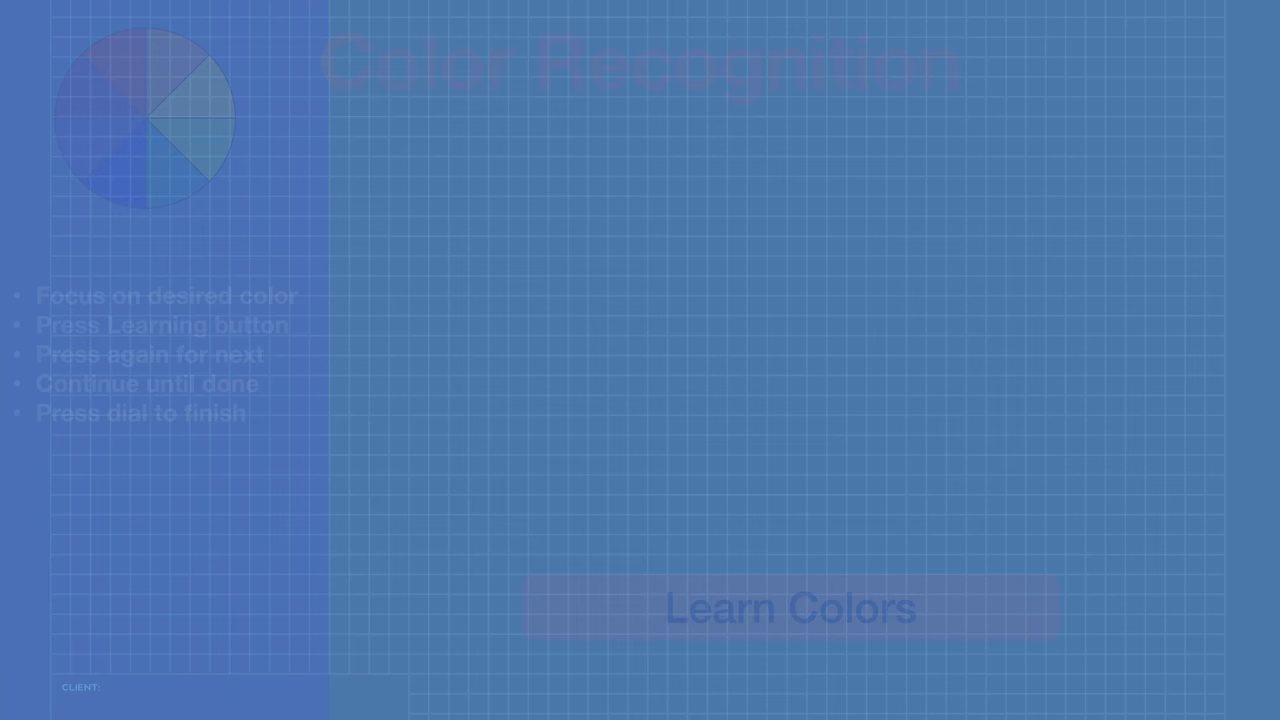 Color Recognition
• Focus on desired color
• Press Learning button
• Press again for next
• Continue until done
• Press dial to finish
Learn Colors
CLIENT: